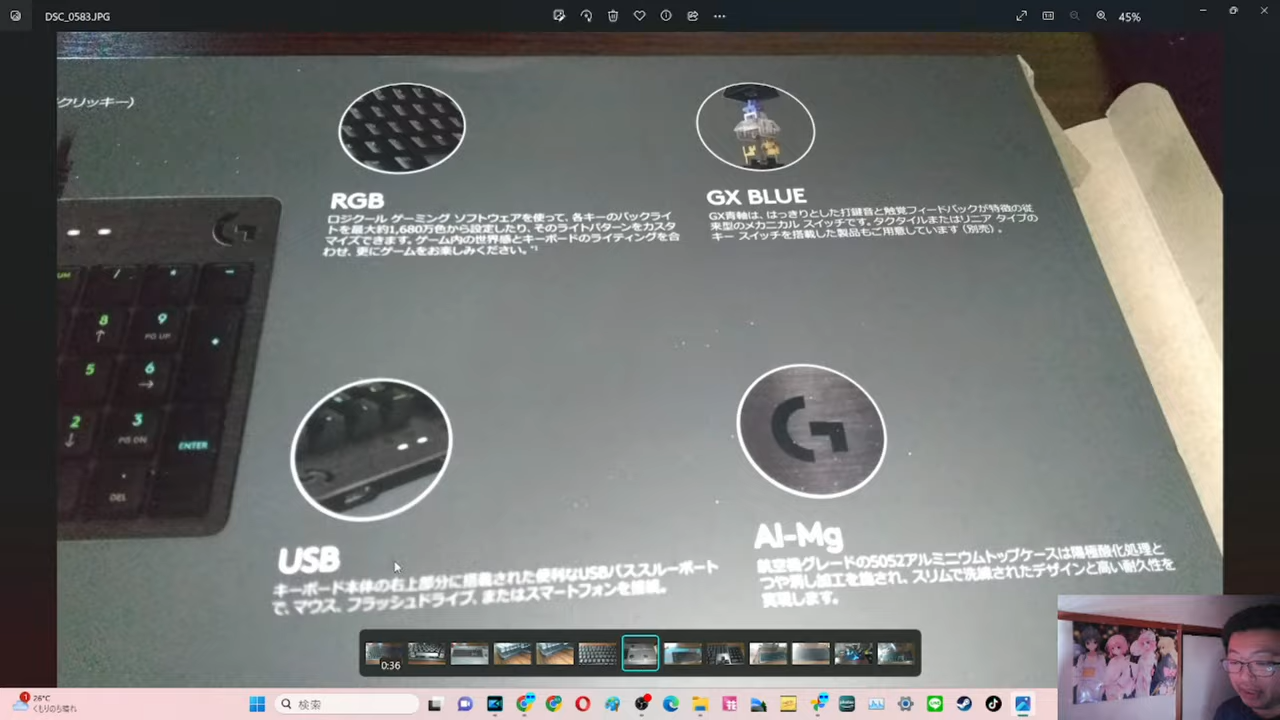 DSC_0583.JPG
45%
クリッキー)
RGB
ロジクール ゲーミング ソフトウェアを使って、各キーのバックライ
トを最大約1,680万色から設定したり、そのライトパターンをカスタ
マイズできます。ゲーム内の世界感とキーボードのライティングを合
わせ、更にゲームをお楽しみください。*1
GX BLUE
GX青軸は、はっきりとした打鍵音と触覚フィードバックが特徴の従
来型のメカニカル スイッチです。タクタイルまたはリニア タイプの
キー スイッチを搭載した製品もご用意しています(別売)。
/
*
-
8
9
PG UP
+
5
6
2
3
PG DN
ENTER
.
DEL
USB
キーボード本体の右上部分に搭載された便利なUSBパススルーポート
で、マウス、フラッシュドライブ、またはスマートフォンを接続。
Al-Mg
航空機グレードの5052アルミニウムトップケースは陽極酸化処理と
つや消し加工を施され、スリムで洗練されたデザインと高い耐久性を
実現します。
0:36
1
26°C
くもりのち晴れ
検索